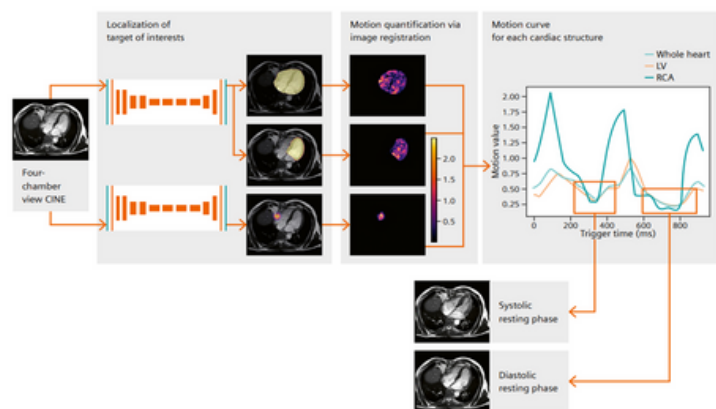 Localization of
target of interests
Motion quantification via
image registration
Motion curve
for each cardiac structure
Whole heart
LV
RCA
Four-
chamber
view CINE
2.0
1.5
1.0
0.5
Motion value
2.00
1.75
1.50
1.25
1.00
0.75
0.50
0.25
0 200 400 600 800
Trigger time (ms)
Systolic
resting phase
Diastolic
resting phase